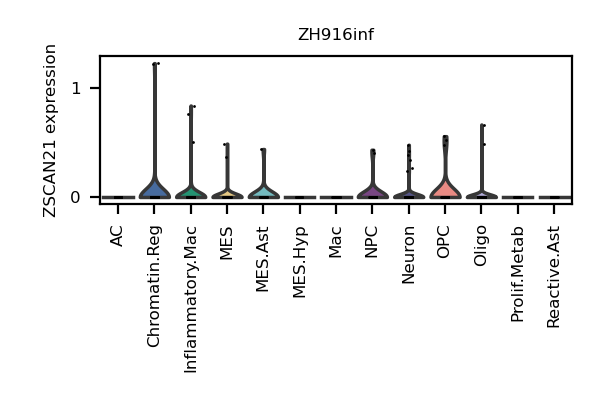 ZH916inf
ZSCAN21 expression
1
0
AC
Chromatin.Reg
Inflammatory.Mac
MES
MES.Ast
MES.Hyp
Mac
NPC
Neuron
OPC
Oligo
Prolif.Metab
Reactive.Ast